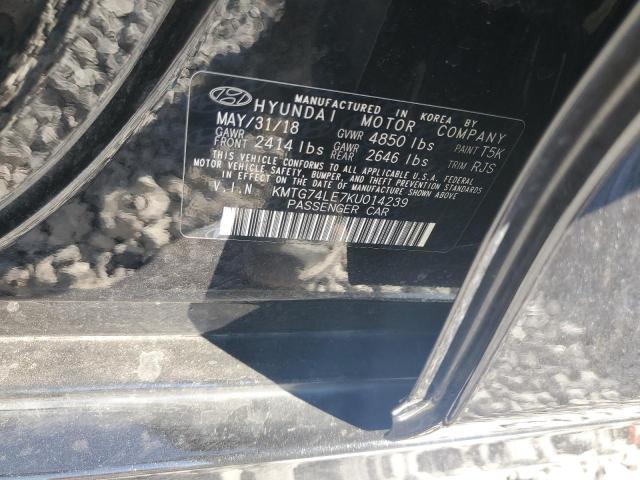 MANUFACTURED IN KOREA BY
HYUNDAI MOTOR COMPANY
MAY/31/18 GVWR 4850 lbs PAINT T5K
GAWR FRONT 2414 lbs GAWR REAR 2646 lbs TRIM RJS
THIS VEHICLE CONFORMS TO ALL APPLICABLE U.S.A. FEDERAL
MOTOR VEHICLE SAFETY, BUMPER, AND THEFT
PREVENTION STANDARDS
IN EFFECT ON THE DATE OF MANUFACTURE SHOWN ABOVE
V.I.N KMTG74LE7KU014239
PASSENGER CAR